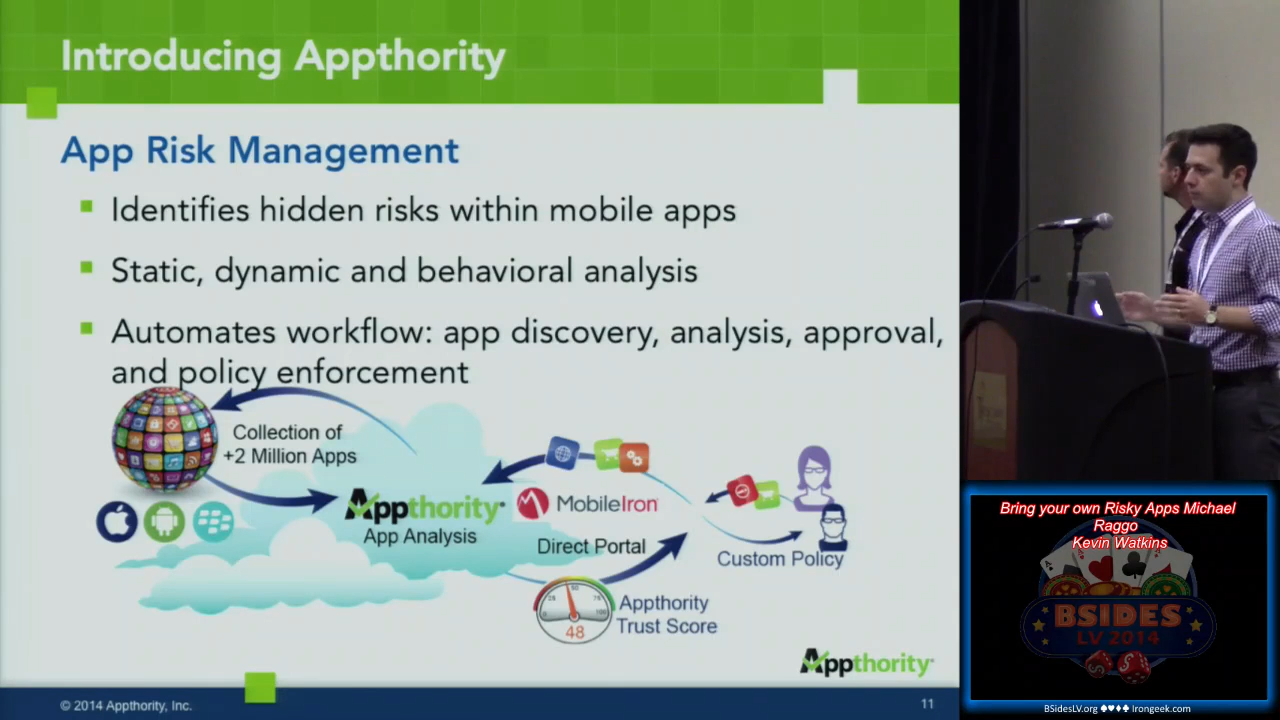 Introducing Appthority
App Risk Management
Identifies hidden risks within mobile apps
Static, dynamic and behavioral analysis
Automates workflow: app discovery, analysis, approval,
and policy enforcement
Collection of
+2 Million Apps
Appthority
App Analysis
MobileIron
Direct Portal
Custom Policy
48
Appthority
Trust Score
Appthority
© 2014 Appthority, Inc.
11
Bring your own Risky Apps Michael
Raggo
Kevin Watkins
BSIDES
LV 2014
BSidesLV.org ♠♥♦♣ Irongeek.com